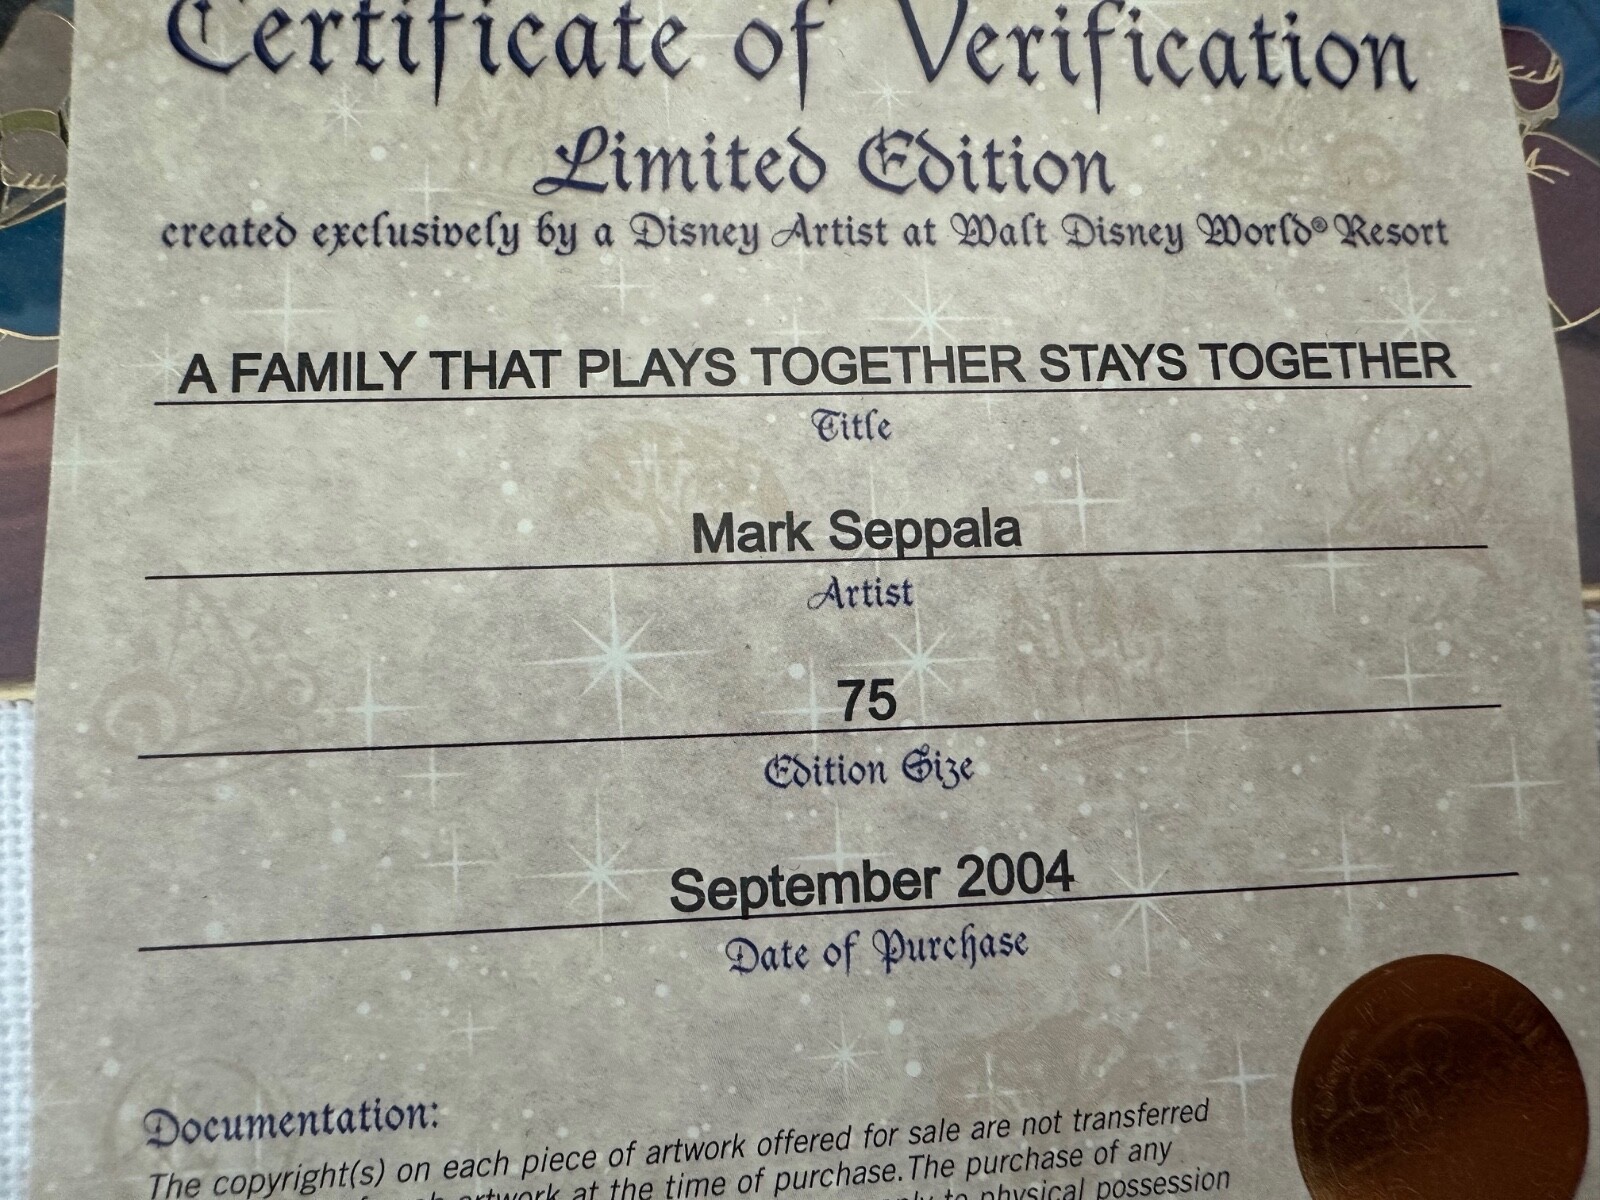 Certificate of Verification
Limited Edition
created exclusively by a Disney Artist at Walt Disney World® Resort
A FAMILY THAT PLAYS TOGETHER STAYS TOGETHER
Title
Mark Seppala
Artist
75
Edition Size
September 2004
Date of Purchase
Documentation:
The copyright(s) on each piece of artwork offered for sale are not transferred
artwork at the time of purchase. The purchase of any
to physical possession